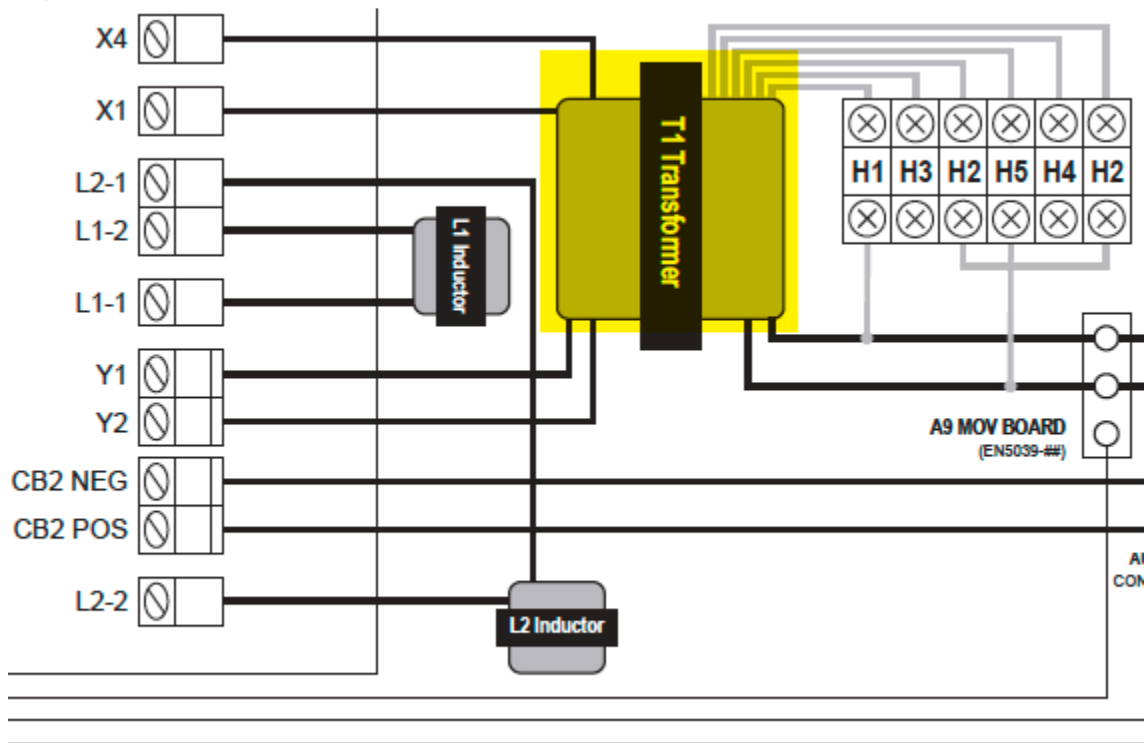 X4
X1
L2-1
L1-2
L1-1
Y1
Y2
CB2 NEG
CB2 POS
L2-2
T1 Transformer
L1 Inductor
L2 Inductor
H1 H3 H2 H5 H4 H2
A9 MOV BOARD
(EN5039-##)